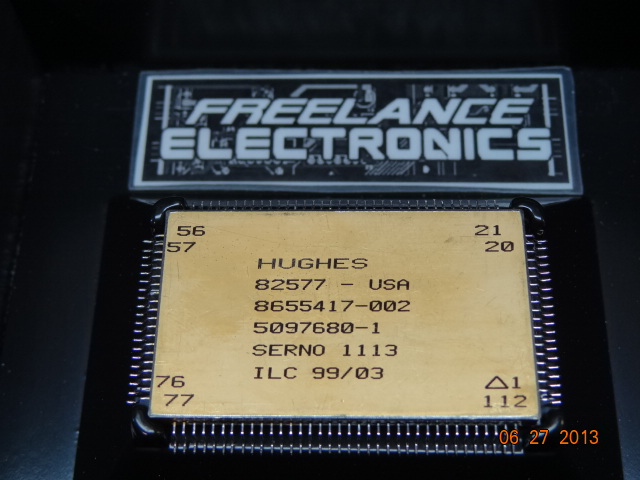 FREELANCE
ELECTRONICS
56 21
57 20
HUGHES
82577 - USA
8655417-002
5097680-1
SERNO 1113
ILC 99/03
76 △1
77 112
06 27 2013